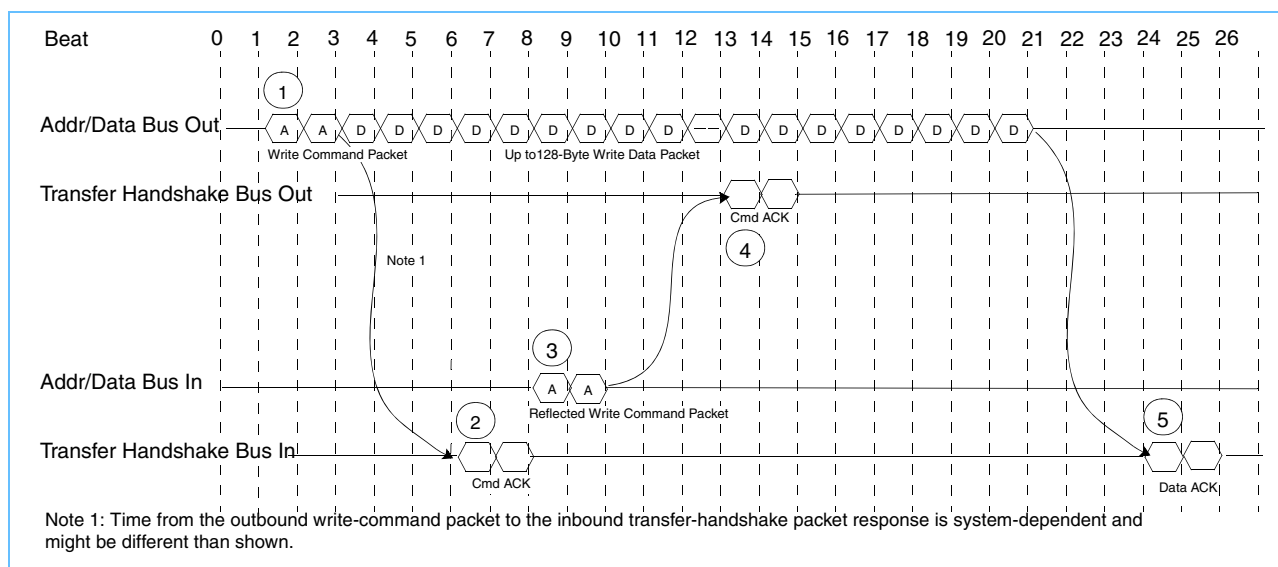 Beat 0 1 2 3 4 5 6 7 8 9 10 11 12 13 14 15 16 17 18 19 20 21 22 23 24 25 26
1
Addr/Data Bus Out A A D D D D D D D D D D D D D D D D D
Write Command Packet Up to128-Byte Write Data Packet
Transfer Handshake Bus Out
Cmd ACK
4
Note 1
3
Addr/Data Bus In A A
Reflected Write Command Packet
2 5
Transfer Handshake Bus In
Cmd ACK Data ACK
Note 1: Time from the outbound write-command packet to the inbound transfer-handshake packet response is system-dependent and
might be different than shown.